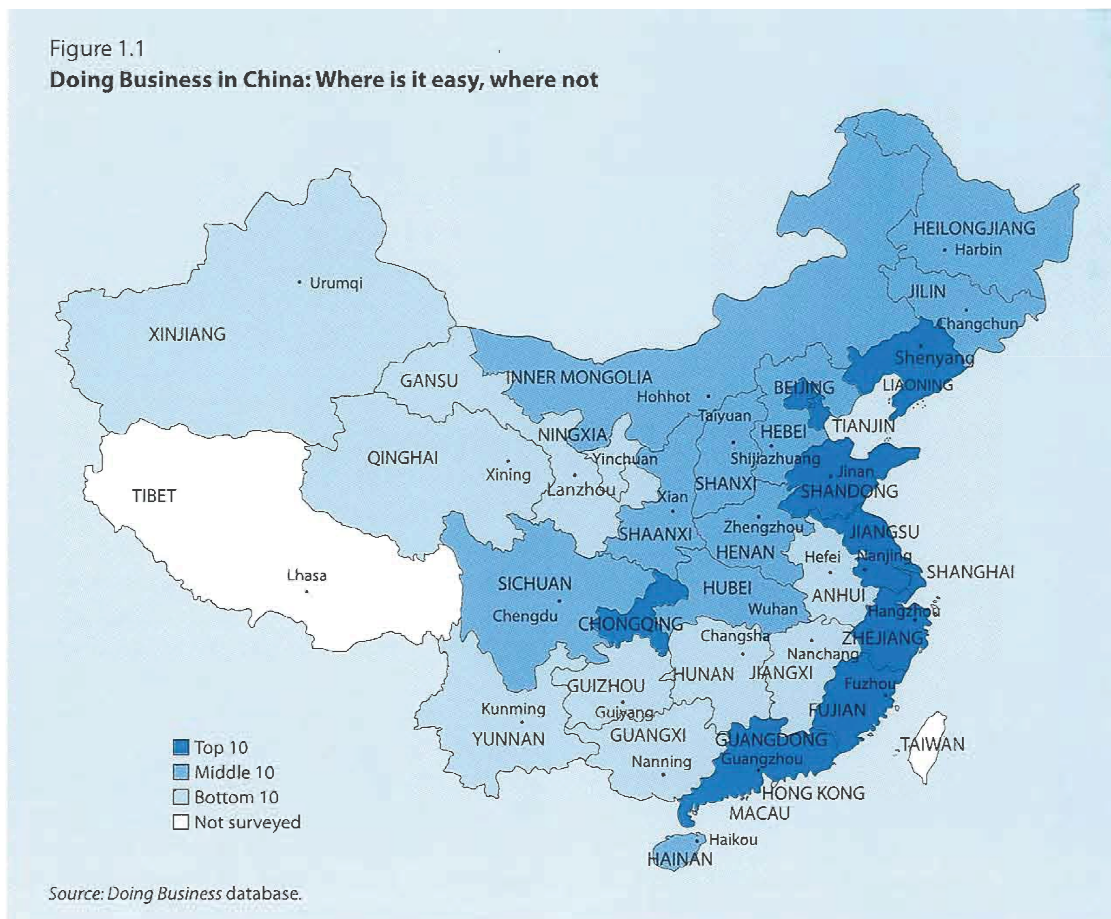 Figure 1.1
Doing Business in China: Where is it easy, where not
HEILONGJIANG
Harbin
JILIN
Changchun
Urumqi
XINJIANG
Shenyang
LIAONING
GANSU
INNER MONGOLIA
Hohhot
BEIJING
Taiyuan
TIANJIN
HEBEI
NINGXIA
Yinchuan
Shijiazhuang
QINGHAI
Xining
Lanzhou
SHANXI
Jinan
SHANDONG
TIBET
Xian
Zhengzhou
SHAANXI
HENAN
JIANGSU
Hefei
Nanjing
SHANGHAI
Lhasa
SICHUAN
HUBEI
ANHUI
Chengdu
Wuhan
Hangzhou
CHONGQING
Changsha
ZHEJIANG
Nanchang
HUNAN
JIANGXI
GUIZHOU
Fuzhou
Kunming
Guiyang
FUJIAN
YUNNAN
GUANGXI
GUANGDONG
TAIWAN
Nanning
Guangzhou
HONG KONG
MACAU
Haikou
HAINAN
Top 10
Middle 10
Bottom 10
Not surveyed
Source: Doing Business database.